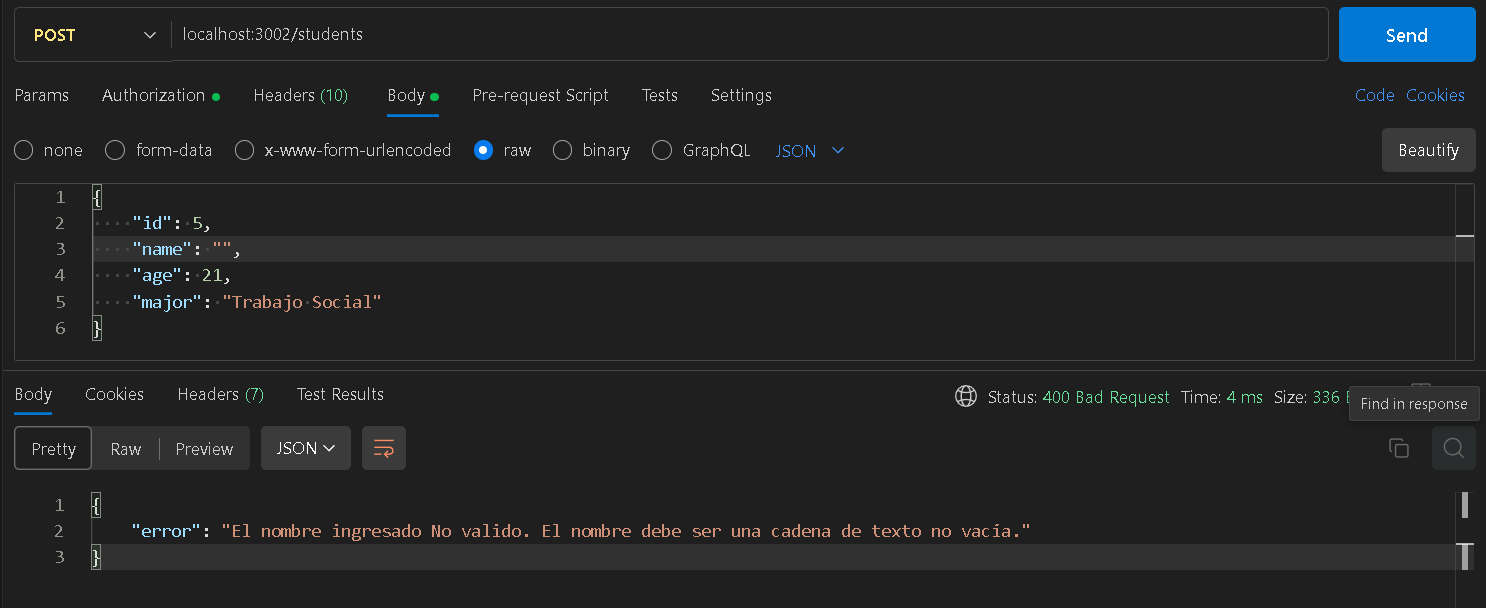 POST localhost:3002/students Send
Params Authorization Headers (10) Body Pre-request Script Tests Settings Code Cookies
none form-data x-www-form-urlencoded raw binary GraphQL JSON Beautify
1 {
2 "id": 5,
3 "name": "",
4 "age": 21,
5 "major": "Trabajo Social"
6 }
Body Cookies Headers (7) Test Results Status: 400 Bad Request Time: 4 ms Size: 336
Find in response
Pretty Raw Preview JSON
1 {
2 "error": "El nombre ingresado No valido. El nombre debe ser una cadena de texto no vacía."
3 }